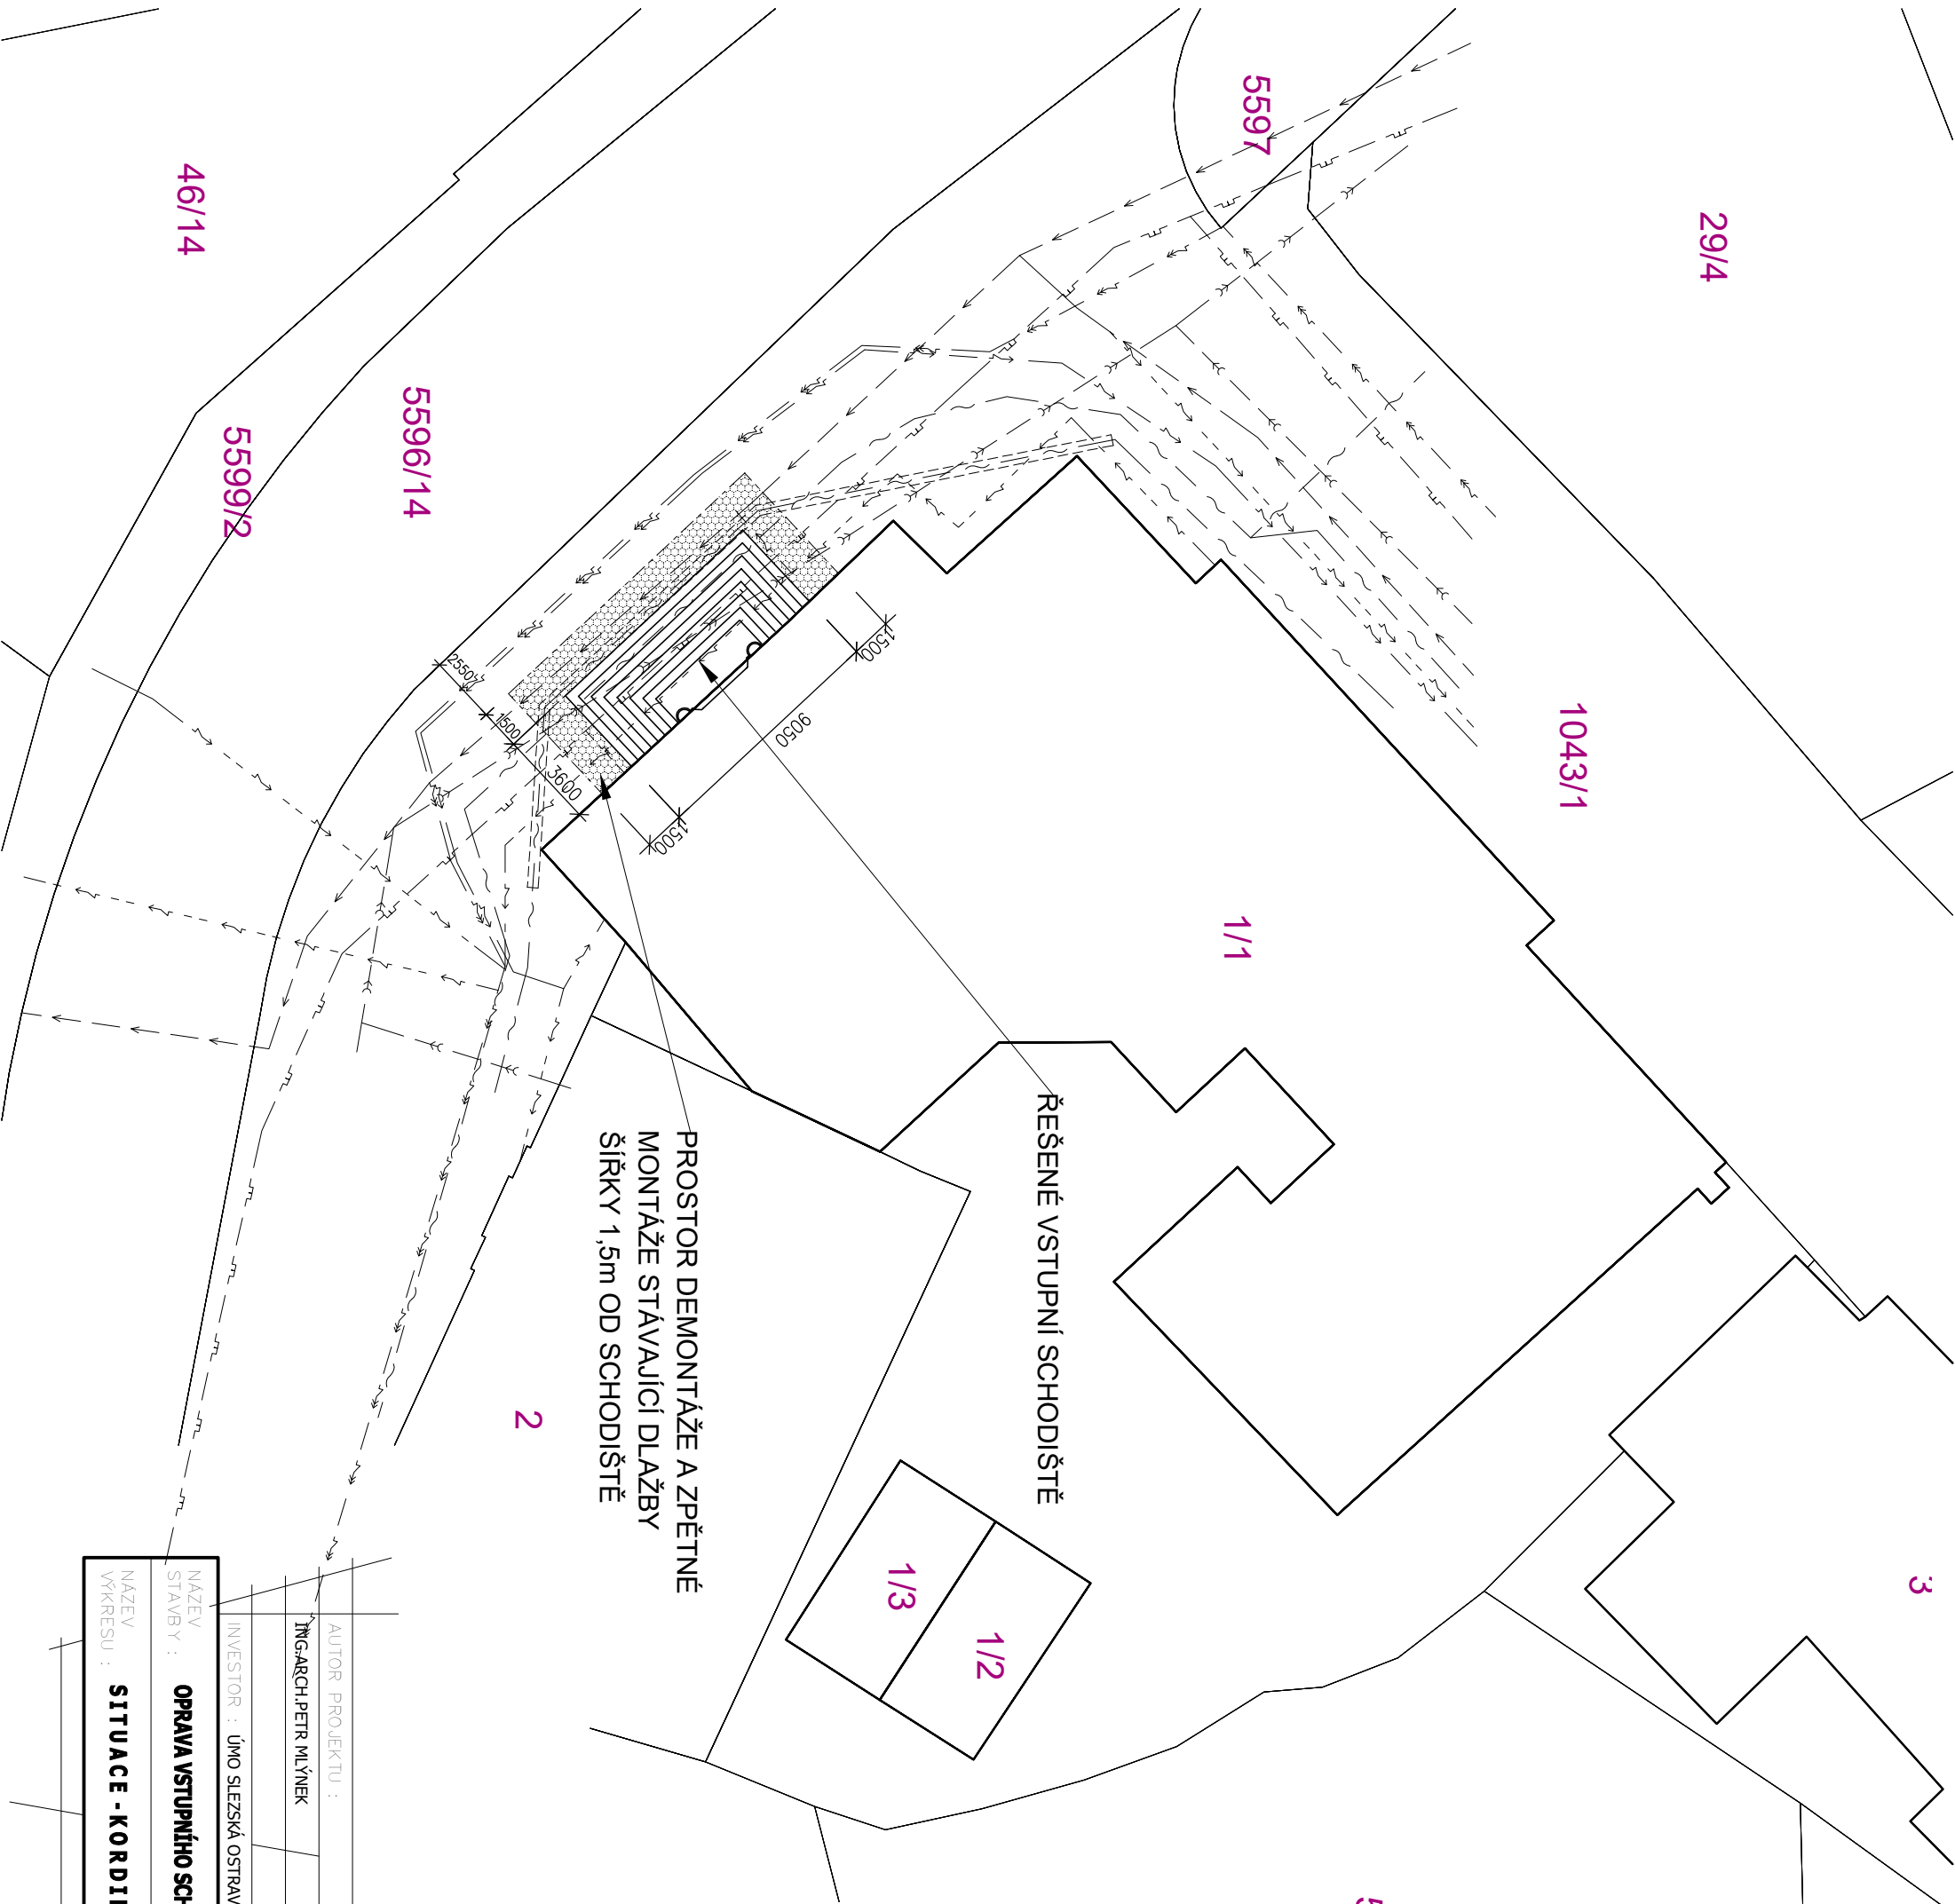 5597
29/4
46/14
5596/14
5599/2
1043/1
1/1
2550
1500
3600
1500
9050
1500
ŘEŠENÉ VSTUPNÍ SCHODIŠTĚ
PROSTOR DEMONTÁŽE A ZPĚTNÉ
MONTÁŽE STÁVAJÍCÍ DLAŽBY
ŠÍŘKY 1,5m OD SCHODIŠTĚ
2
1/3
1/2
3
AUTOR PROJEKTU :
ING.ARCH.PETR MLÝNEK
INVESTOR : ÚMO SLEZSKÁ OSTRAV
NÁZEV
STAVBY : OPRAVA VSTUPNÍHO SCH
NÁZEV
VÝKRESU : SITUACE - KORDI